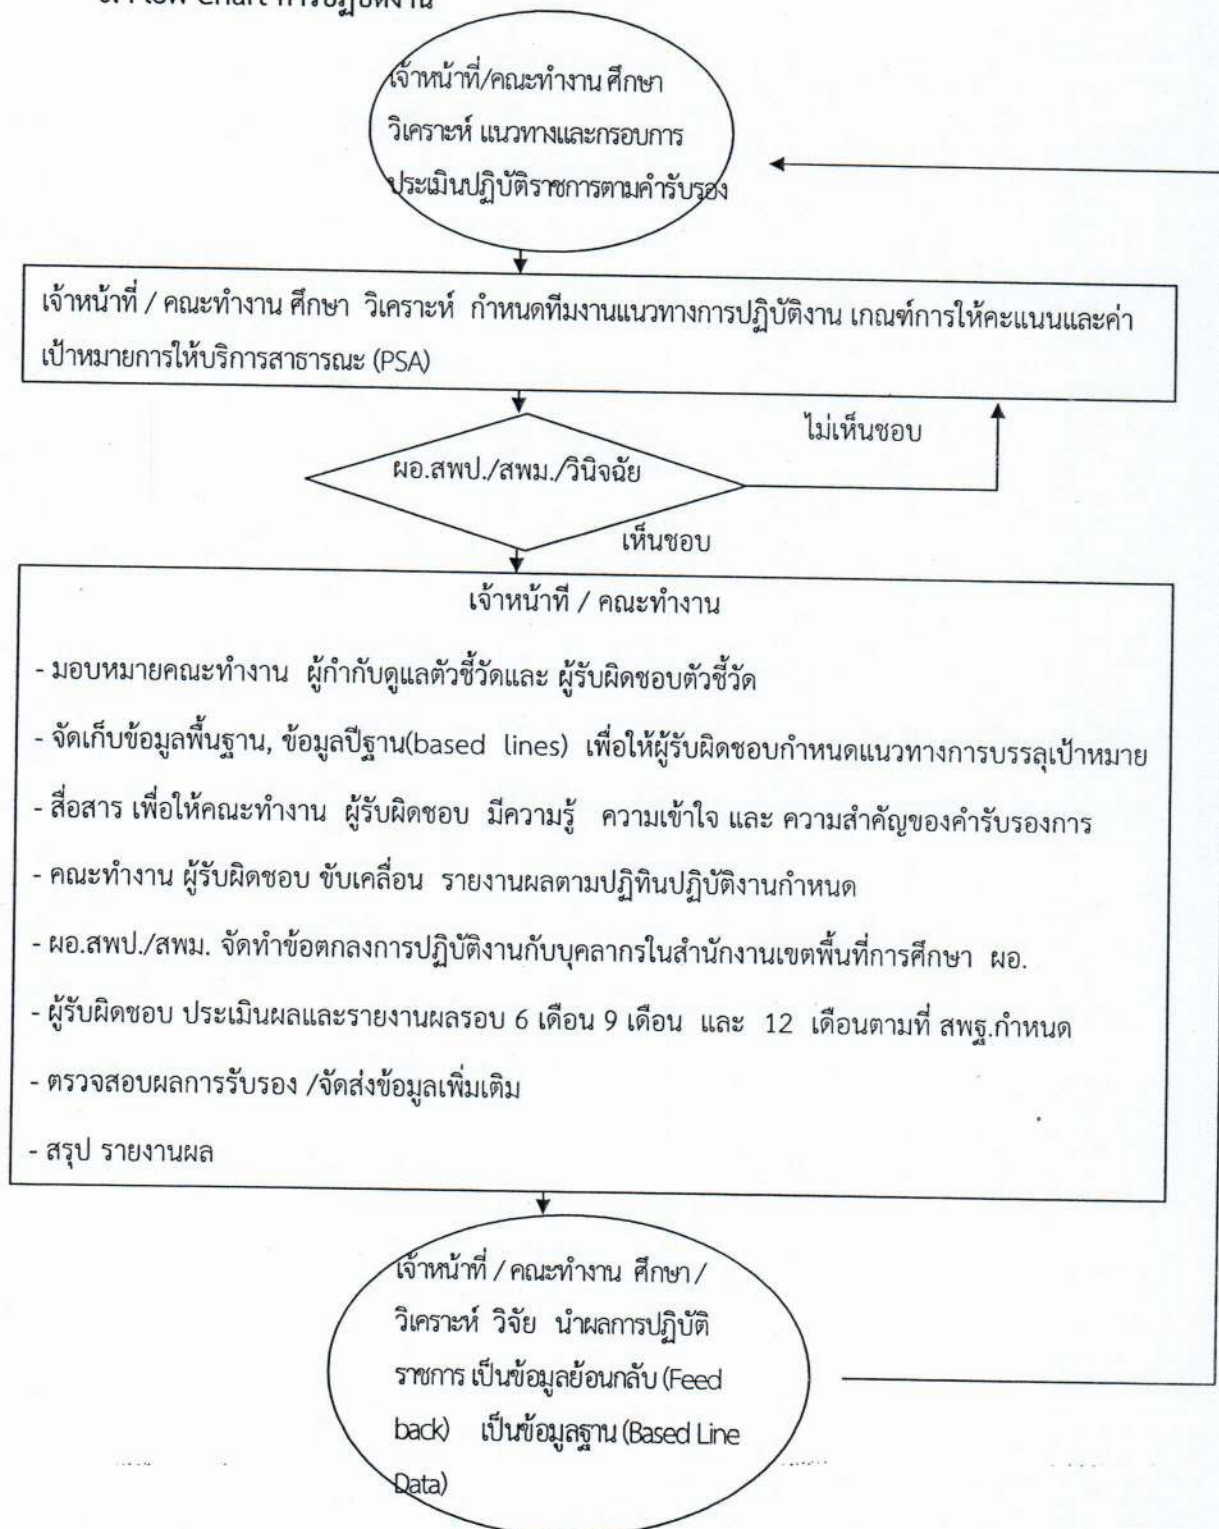 Flow Chart การปฏิบัติงาน
เจ้าหน้าที่/คณะทำงาน ศึกษา
วิเคราะห์ แนวทางและกรอบการ
ประเมินปฏิบัติราชการตามคำรับรอง
เจ้าหน้าที่ / คณะทำงาน ศึกษา วิเคราะห์ กำหนดทีมงานแนวทางการปฏิบัติงาน เกณฑ์การให้คะแนนและค่า
เป้าหมายการให้บริการสาธารณะ (PSA)
ไม่เห็นชอบ
ผอ.สพป./สพม./วินิจฉัย
เห็นชอบ
เจ้าหน้าที่ / คณะทำงาน
- มอบหมายคณะทำงาน ผู้กำกับดูแลตัวชี้วัดและ ผู้รับผิดชอบตัวชี้วัด
- จัดเก็บข้อมูลพื้นฐาน, ข้อมูลปีฐาน(based lines) เพื่อให้ผู้รับผิดชอบกำหนดแนวทางการบรรลุเป้าหมาย
- สื่อสาร เพื่อให้คณะทำงาน ผู้รับผิดชอบ มีความรู้ ความเข้าใจ และ ความสำคัญของคำรับรองการ
- คณะทำงาน ผู้รับผิดชอบ ขับเคลื่อน รายงานผลตามปฏิทินปฏิบัติงานกำหนด
- ผอ.สพป./สพม. จัดทำข้อตกลงการปฏิบัติงานกับบุคลากรในสำนักงานเขตพื้นที่การศึกษา ผอ.
- ผู้รับผิดชอบ ประเมินผลและรายงานผลรอบ 6 เดือน 9 เดือน และ 12 เดือนตามที่ สพฐ.กำหนด
- ตรวจสอบผลการรับรอง /จัดส่งข้อมูลเพิ่มเติม
- สรุป รายงานผล
เจ้าหน้าที่ / คณะทำงาน ศึกษา /
วิเคราะห์ วิจัย นำผลการปฏิบัติ
ราชการ เป็นข้อมูลย้อนกลับ (Feed
back) เป็นข้อมูลฐาน (Based Line
Data)